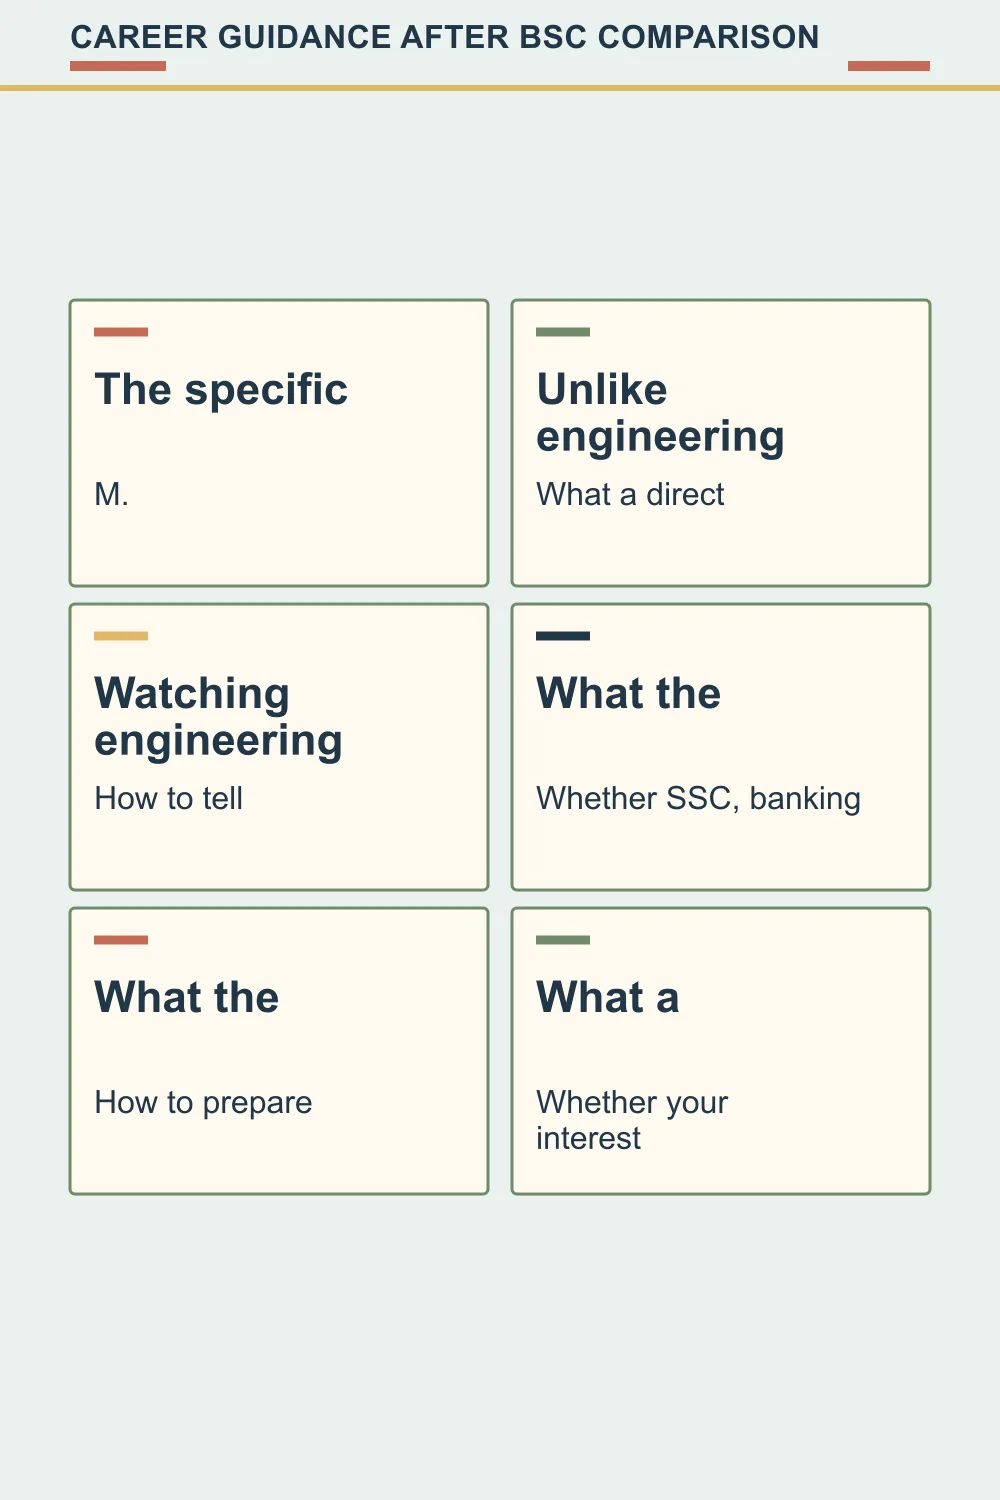 CAREER GUIDANCE AFTER BSC COMPARISON
The specific
M.
Unlike
engineering
What a direct
Watching
engineering
How to tell
What the
Whether SSC, banking
What the
How to prepare
What a
Whether your
interest